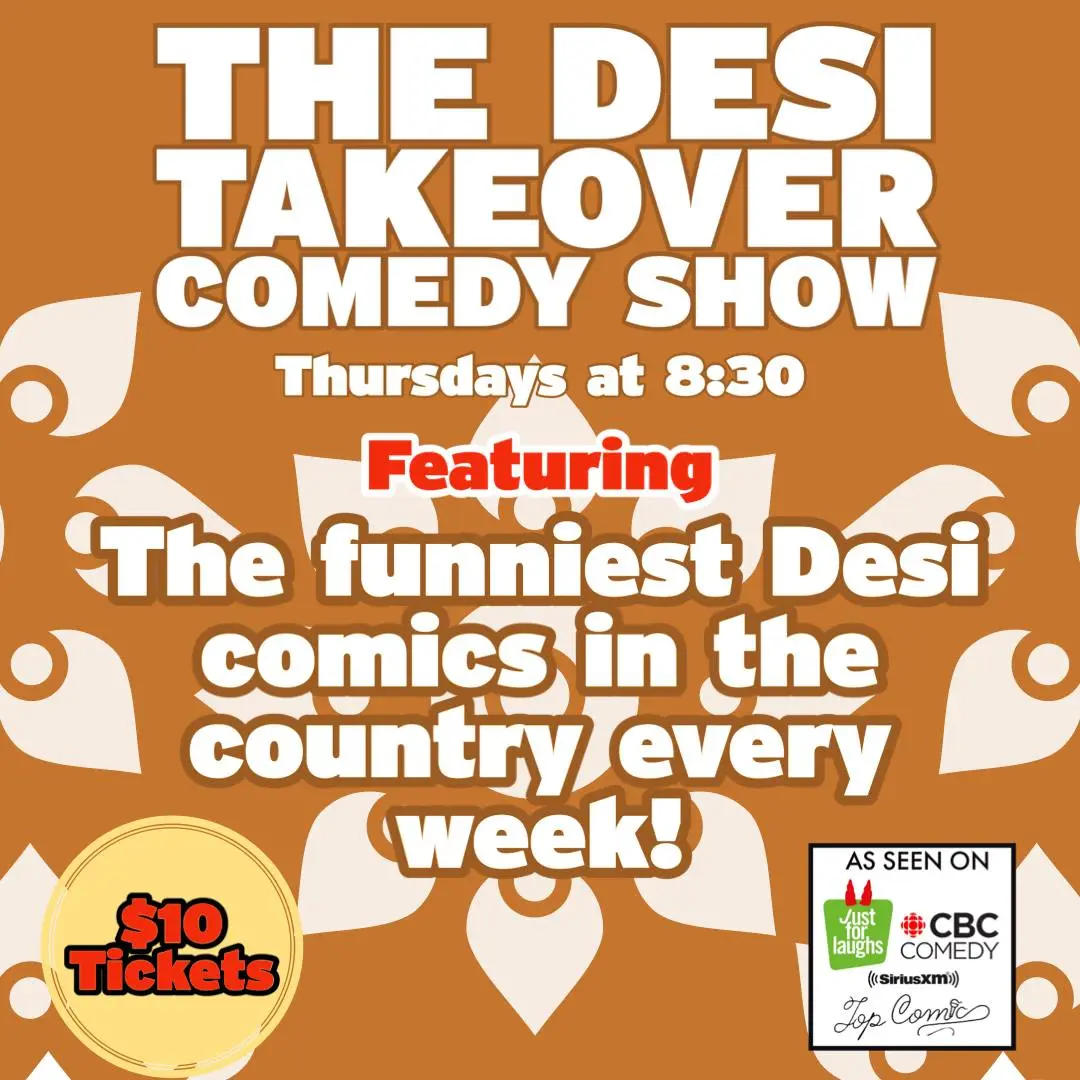 THE DESI
TAKEOVER
COMEDY SHOW
Thursdays at 8:30
Featuring
The funniest Desi
comics in the
country every
week!
$10
Tickets
AS SEEN ON
Just
for
laughs
CBC
COMEDY
((SiriusXM))
Top Comic